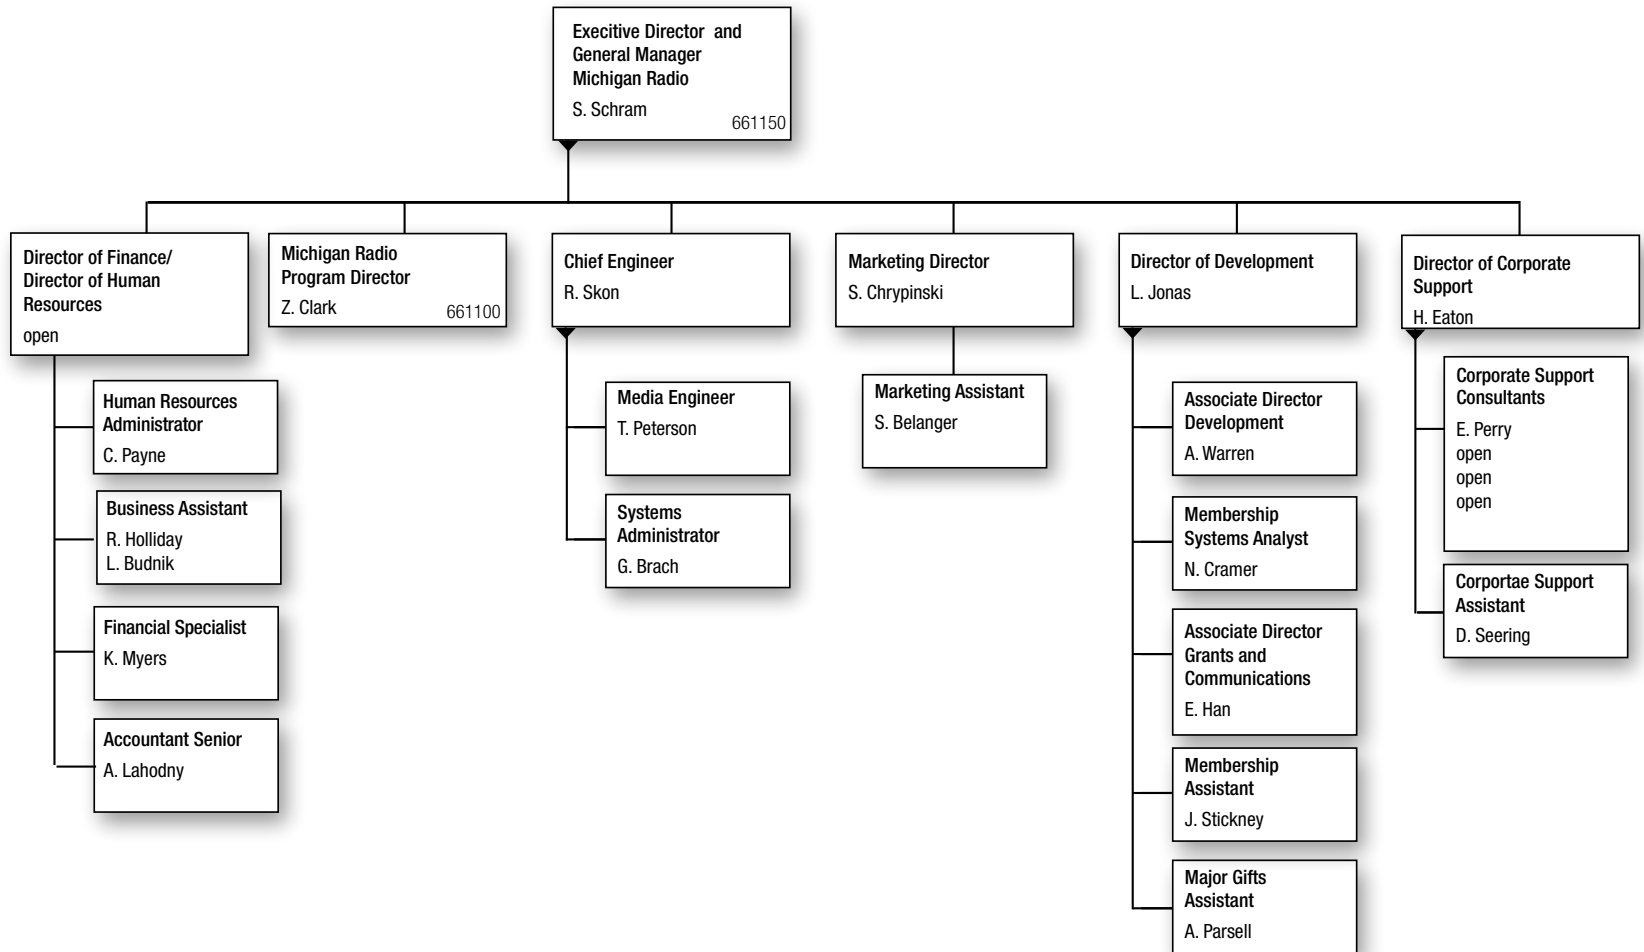 Execitive Director and
General Manager
Michigan Radio
S. Schram
661150
Director of Finance/
Director of Human
Resources
open
Michigan Radio
Program Director
Z. Clark
661100
Chief Engineer
R. Skon
Marketing Director
S. Chrypinski
Director of Development
L. Jonas
Director of Corporate
Support
H. Eaton
Human Resources
Administrator
C. Payne
Business Assistant
R. Holliday
L. Budnik
Financial Specialist
K. Myers
Accountant Senior
A. Lahodny
Media Engineer
T. Peterson
Systems
Administrator
G. Brach
Marketing Assistant
S. Belanger
Associate Director
Development
A. Warren
Membership
Systems Analyst
N. Cramer
Associate Director
Grants and
Communications
E. Han
Membership
Assistant
J. Stickney
Major Gifts
Assistant
A. Parsell
Corporate Support
Consultants
E. Perry
open
open
open
Corportae Support
Assistant
D. Seering